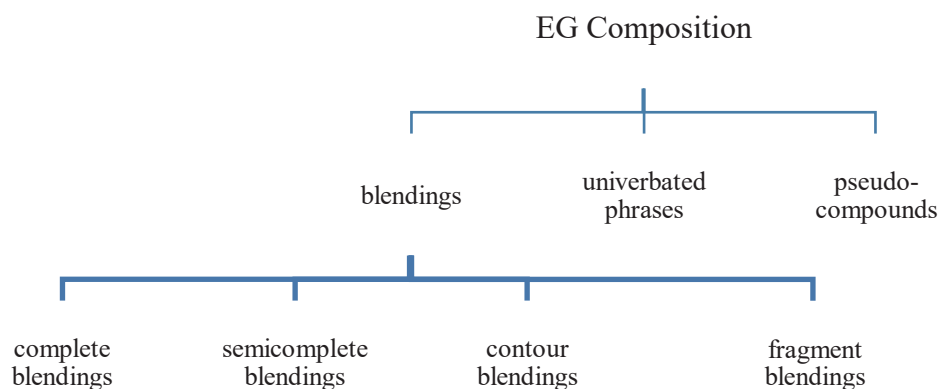 EG Composition
blendings
univerbated
phrases
pseudo-
compounds
complete
blendings
semicomplete
blendings
contour
blendings
fragment
blendings